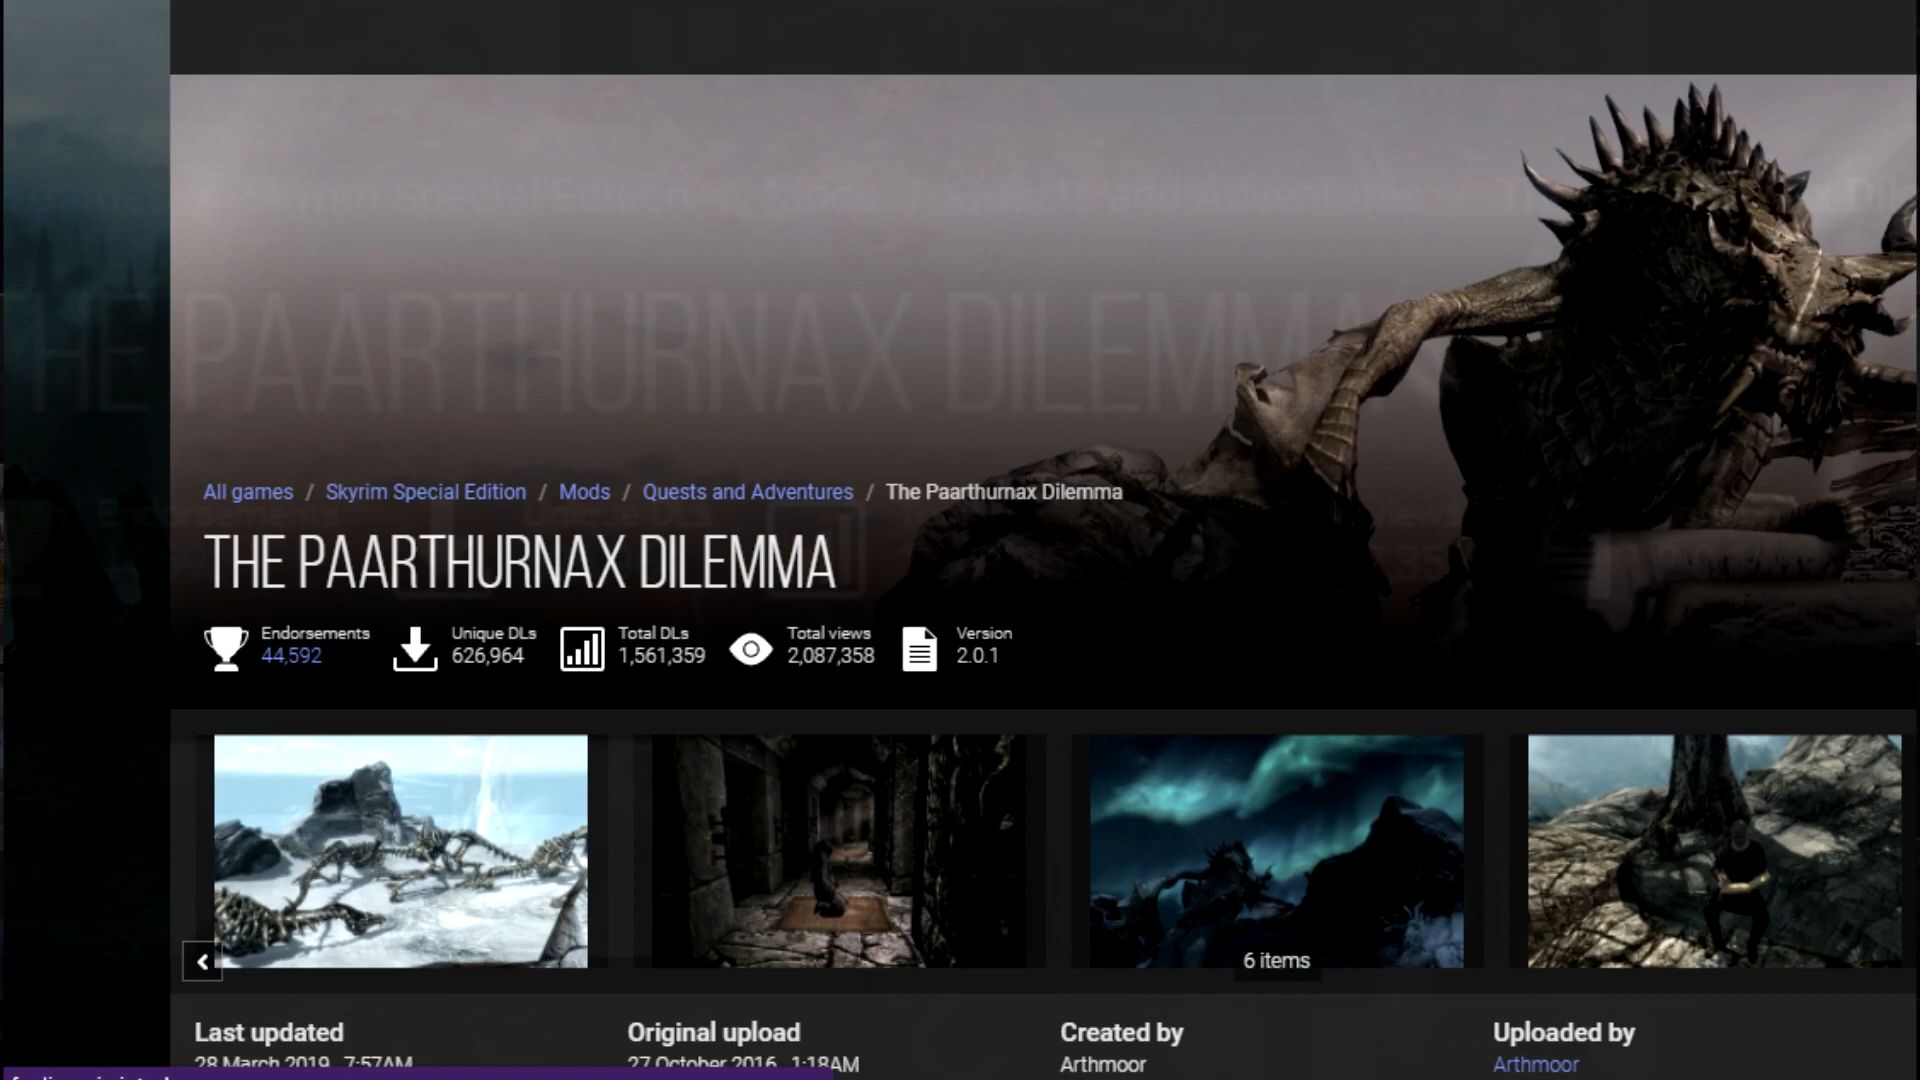 All games / Skyrim Special Edition / Mods / Quests and Adventures / The Paarthurnax Dilemma
THE PAARTHURNAX DILEMMA
Endorsements Unique DLs Total DLs Total views Version
44,592 626,964 1,561,359 2,087,358 2.0.1
6 items
Last updated Original upload Created by Uploaded by
28 March 2019 7:57AM 27 October 2016 1:18AM Arthmoor Arthmoor